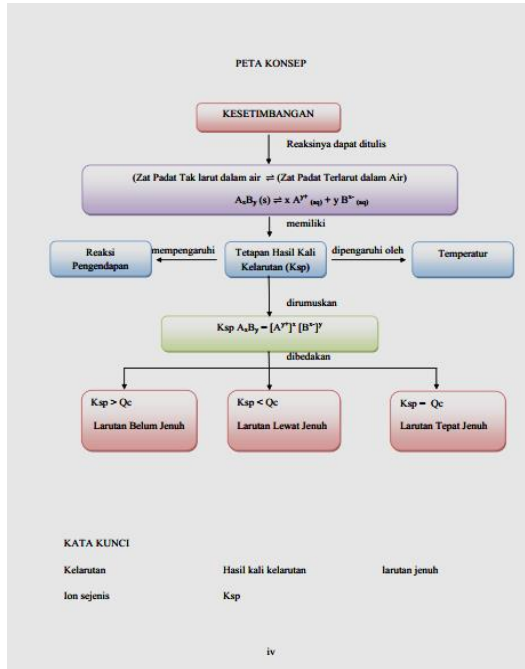 PETA KONSEP
KESETIMBANGAN
Reaksinya dapat ditulis
(Zat Padat Tak larut dalam air ⇌ (Zat Padat Terlarut dalam Air)
AₓBᵧ (s) ⇌ x Aʸ⁺ (aq) + y Bˣ⁻ (aq)
memiliki
Reaksi Pengendapan
mempengaruhi
Tetapan Hasil Kali
Kelarutan (Ksp)
dipengaruhi oleh
Temperatur
dirumuskan
Ksp AₓBᵧ = [Aʸ⁺]ˣ [Bˣ⁻]ʸ
dibedakan
Ksp > Qc
Larutan Belum Jenuh
Ksp < Qc
Larutan Lewat Jenuh
Ksp = Qc
Larutan Tepat Jenuh
KATA KUNCI
Kelarutan Hasil kali kelarutan larutan jenuh
Ion sejenis Ksp
iv